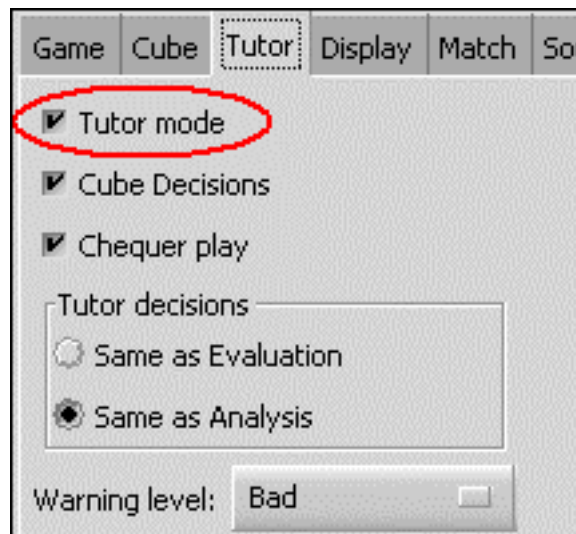 Game Cube Tutor Display Match So
Tutor mode
Cube Decisions
Chequer play
Tutor decisions
Same as Evaluation
Same as Analysis
Warning level: Bad